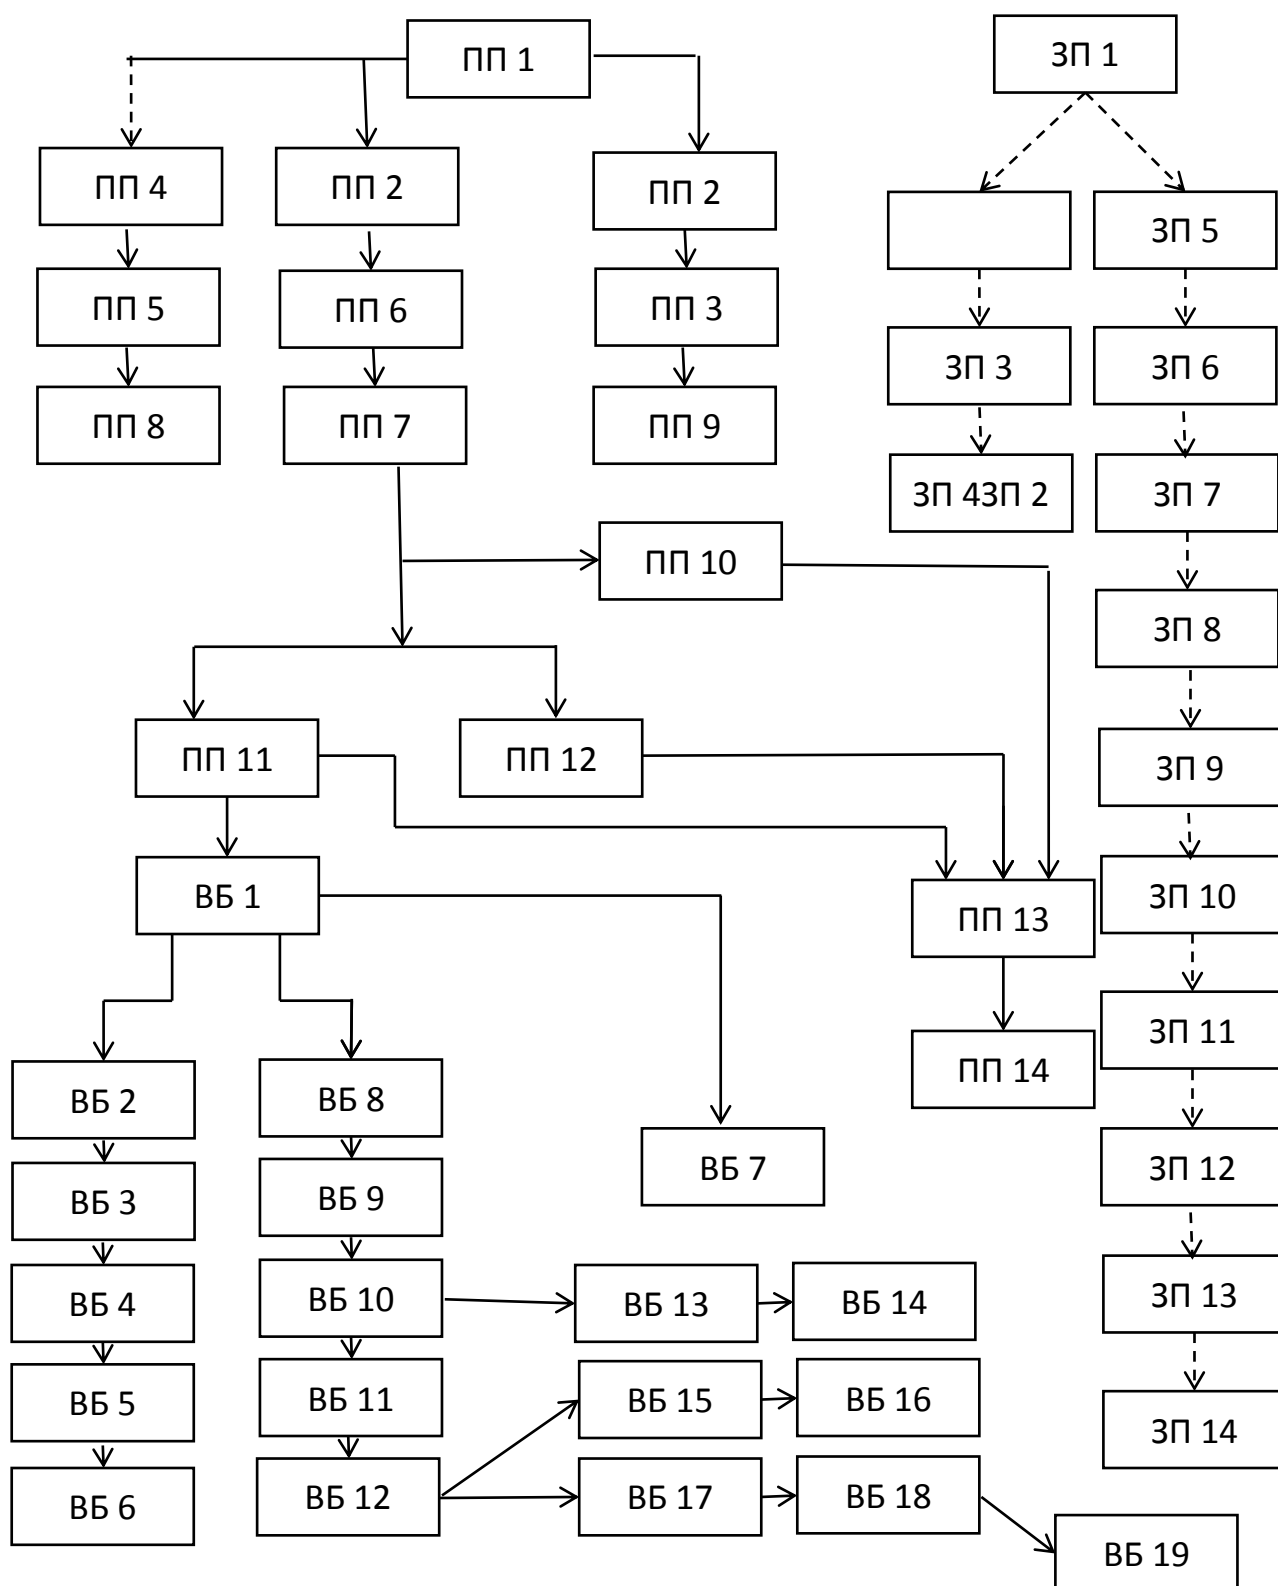 ПП 1
ЗП 1
ПП 4
ПП 2
ПП 2
ЗП 5
ПП 5
ПП 6
ПП 3
ЗП 3
ЗП 6
ПП 8
ПП 7
ПП 9
ЗП 4ЗП 2
ЗП 7
ПП 10
ЗП 8
ПП 11
ПП 12
ЗП 9
ВБ 1
ПП 13
ЗП 10
ЗП 11
ПП 14
ВБ 2
ВБ 8
ВБ 7
ЗП 12
ВБ 3
ВБ 9
ВБ 4
ВБ 10
ВБ 13
ВБ 14
ЗП 13
ВБ 5
ВБ 11
ВБ 15
ВБ 16
ЗП 14
ВБ 6
ВБ 12
ВБ 17
ВБ 18
ВБ 19